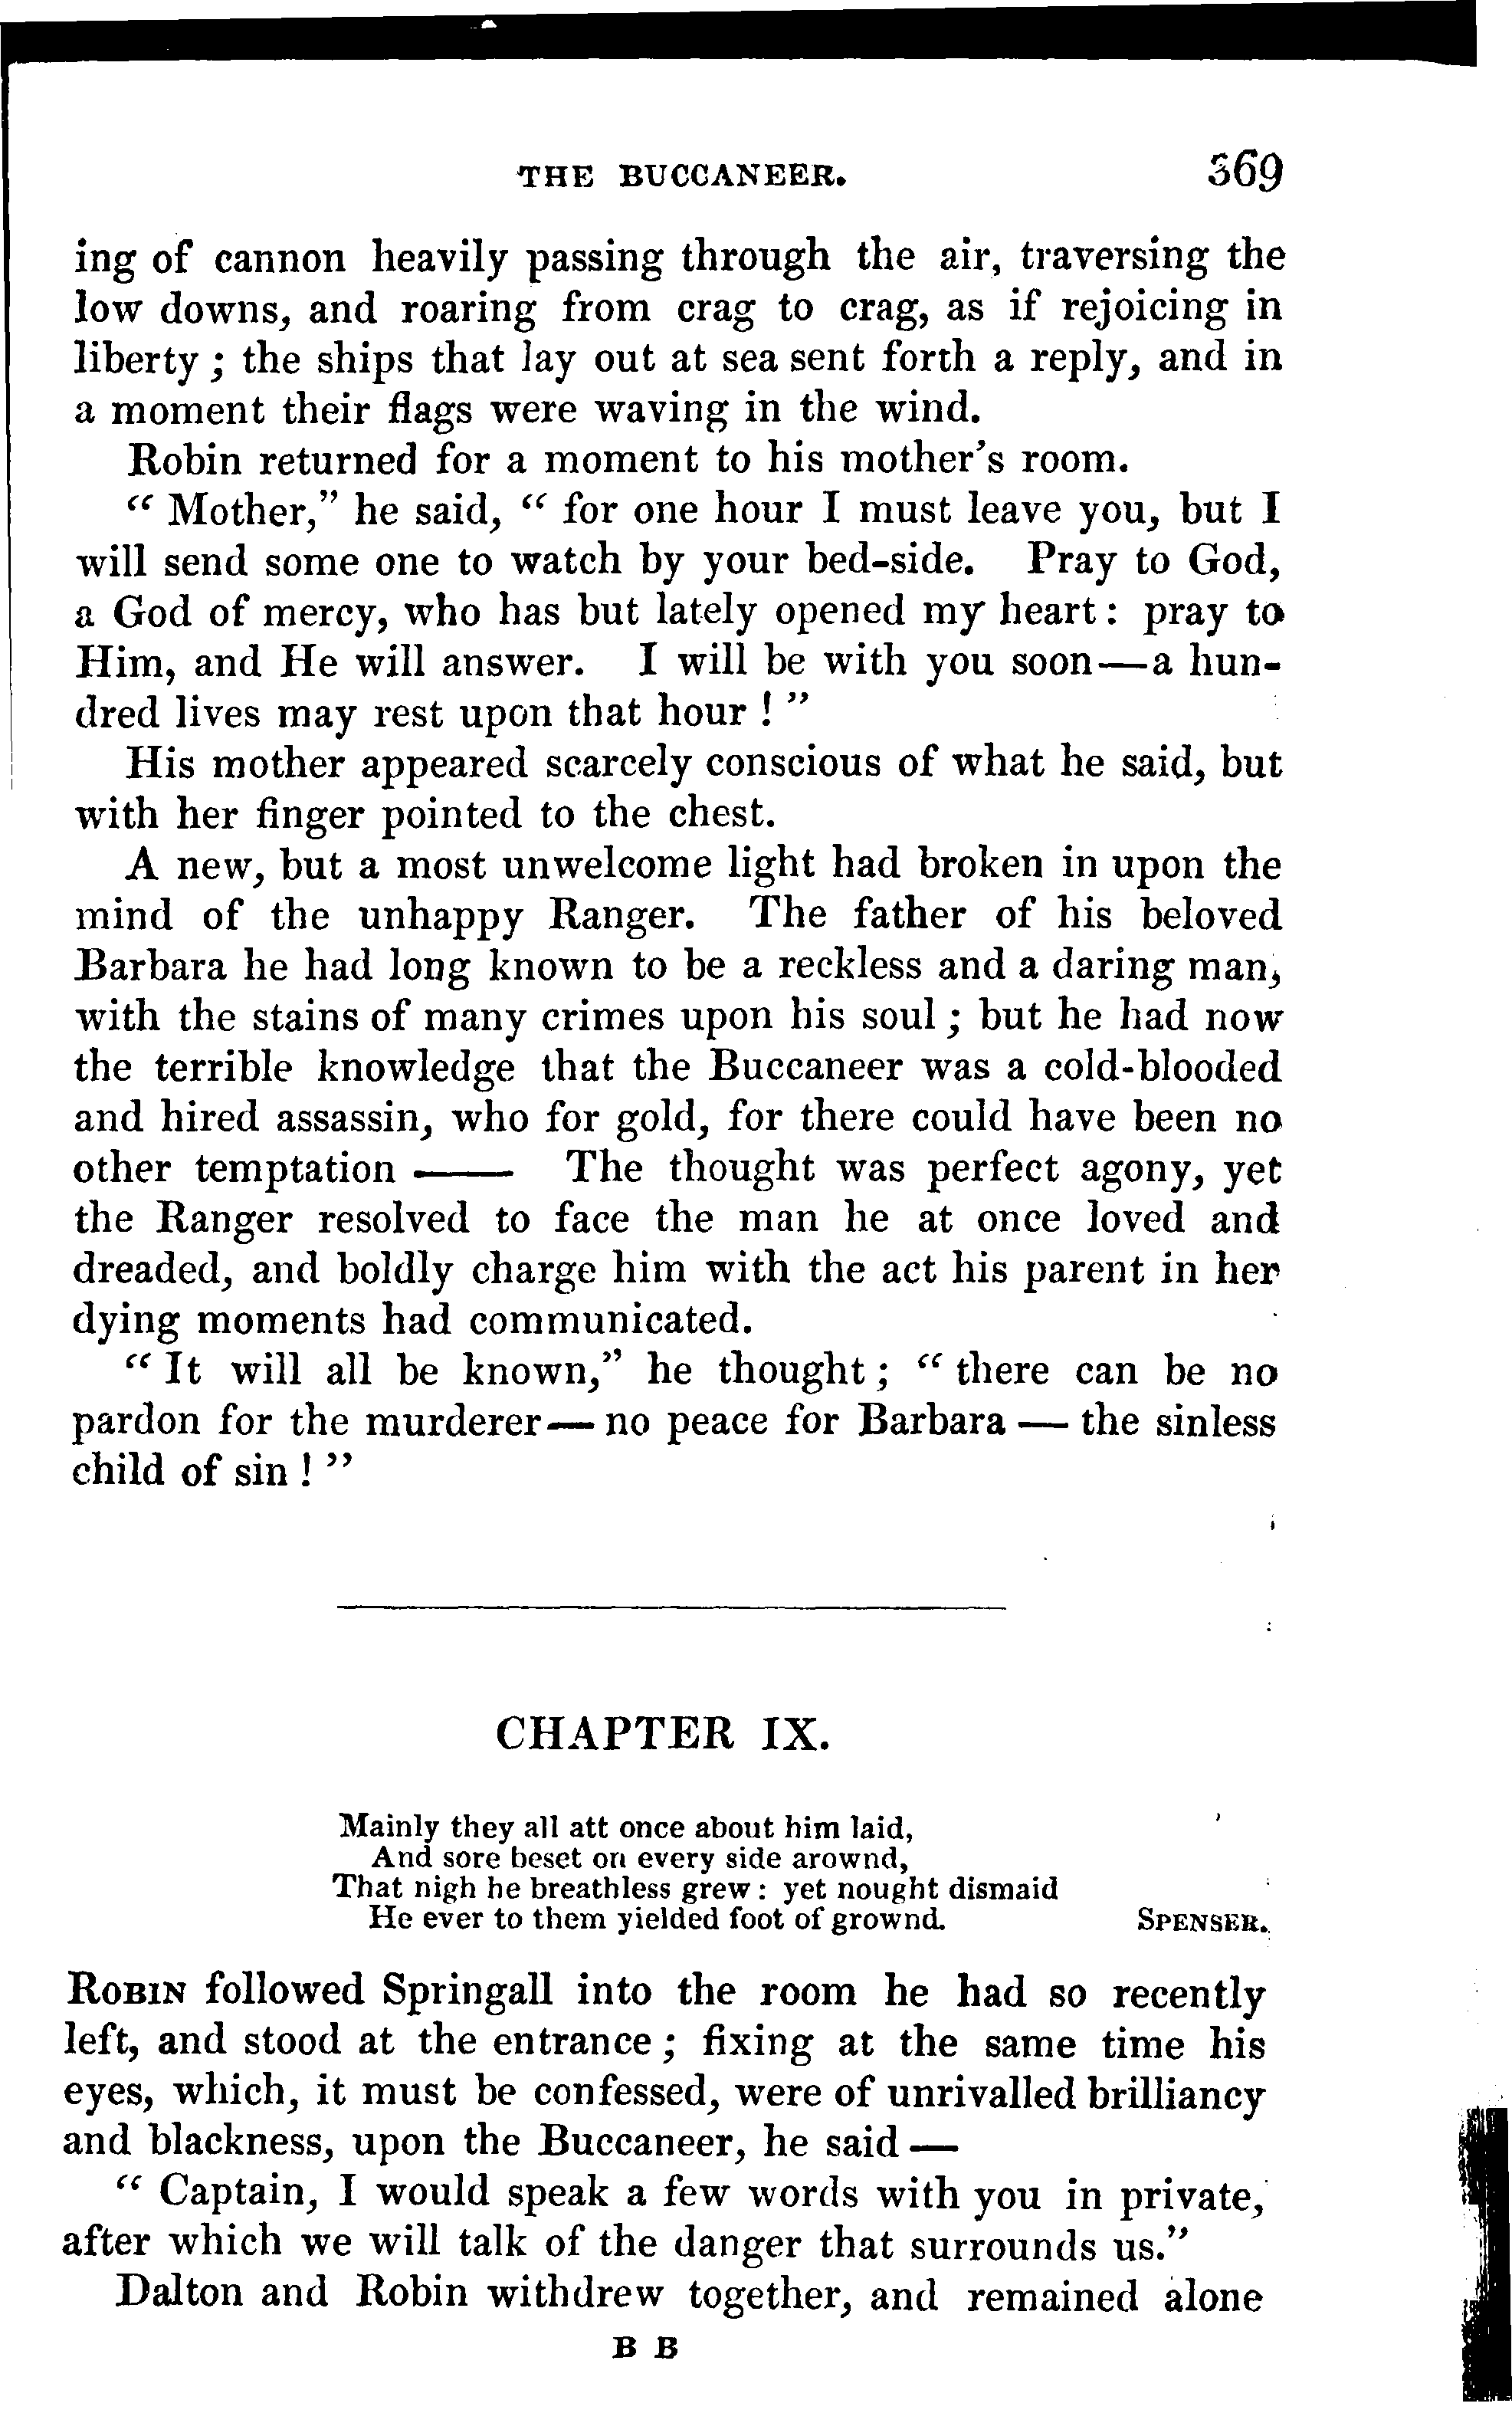 THE BUCCANEER. 369
ing of cannon heavily passing through the air, traversing the
low downs, and roaring from crag to crag, as if rejoicing in
liberty ; the ships that lay out at sea sent forth a reply, and in
a moment their flags were waving in the wind.
Robin returned for a moment to his mother's room.
“ Mother,” he said, “ for one hour I must leave you, but I
will send some one to watch by your bed-side. Pray to God,
a God of mercy, who has but lately opened my heart : pray to
Him, and He will answer. I will be with you soon—a hun-
dred lives may rest upon that hour ! ”
His mother appeared scarcely conscious of what he said, but
with her finger pointed to the chest.
A new, but a most unwelcome light had broken in upon the
mind of the unhappy Ranger. The father of his beloved
Barbara he had long known to be a reckless and a daring man,
with the stains of many crimes upon his soul ; but he had now
the terrible knowledge that the Buccaneer was a cold-blooded
and hired assassin, who for gold, for there could have been no
other temptation —— The thought was perfect agony, yet
the Ranger resolved to face the man he at once loved and
dreaded, and boldly charge him with the act his parent in her
dying moments had communicated.
“ It will all be known,” he thought ; “ there can be no
pardon for the murderer— no peace for Barbara — the sinless
child of sin ! ”
CHAPTER IX.
Mainly they all att once about him laid,
And sore beset on every side arownd,
That nigh he breathless grew : yet nought dismaid
He ever to them yielded foot of grownd. SPENSER.
ROBIN followed Springall into the room he had so recently
left, and stood at the entrance ; fixing at the same time his
eyes, which, it must be confessed, were of unrivalled brilliancy
and blackness, upon the Buccaneer, he said —
“ Captain, I would speak a few words with you in private,
after which we will talk of the danger that surrounds us.”
Dalton and Robin withdrew together, and remained alone
B B